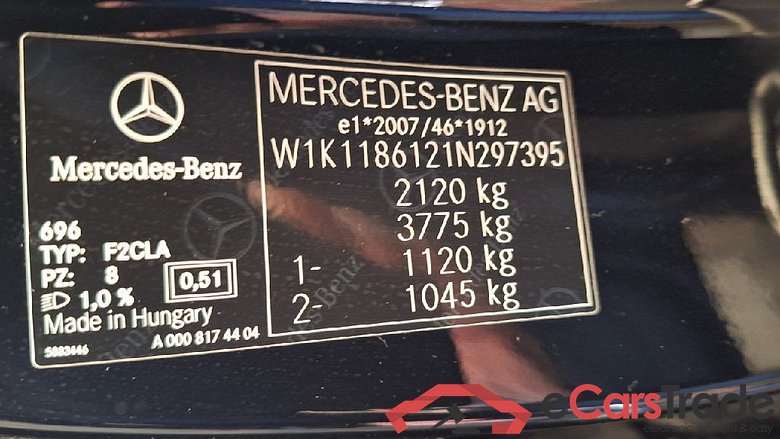 Mercedes-Benz
696
TYP: F2CLA
PZ: 8
1,0 %
0,51
Made in Hungary
5883446
A 000 817 44 04
MERCEDES-BENZ AG
e1*2007/46*1912
W1K1186121N297395
2120 kg
3775 kg
1- 1120 kg
2- 1045 kg
eCarsTrade